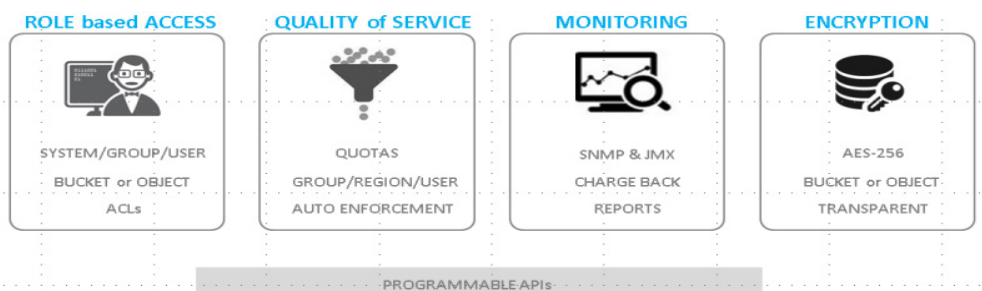 ROLE based ACCESS
SYSTEM/GROUP/USER
BUCKET or OBJECT
ACLs
QUALITY of SERVICE
QUOTAS
GROUP/REGION/USER
AUTO ENFORCEMENT
MONITORING
SNMP & JMX
CHARGE BACK
REPORTS
ENCRYPTION
AES-256
BUCKET or OBJECT
TRANSPARENT
PROGRAMMABLE APIs